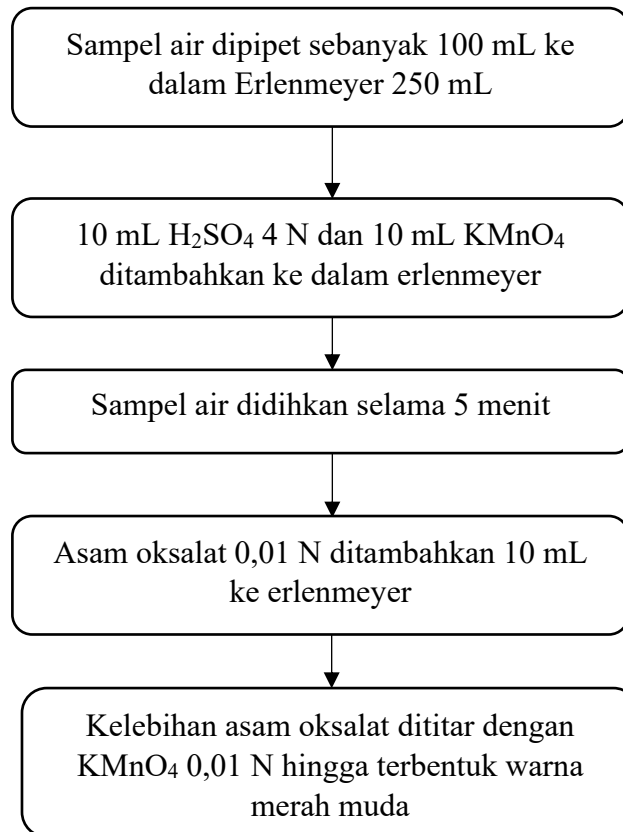 Sampel air dipipet sebanyak 100 mL ke
dalam Erlenmeyer 250 mL
10 mL H₂SO₄ 4 N dan 10 mL KMnO₄
ditambahkan ke dalam erlenmeyer
Sampel air didihkan selama 5 menit
Asam oksalat 0,01 N ditambahkan 10 mL
ke erlenmeyer
Kelebihan asam oksalat dititar dengan
KMnO₄ 0,01 N hingga terbentuk warna
merah muda